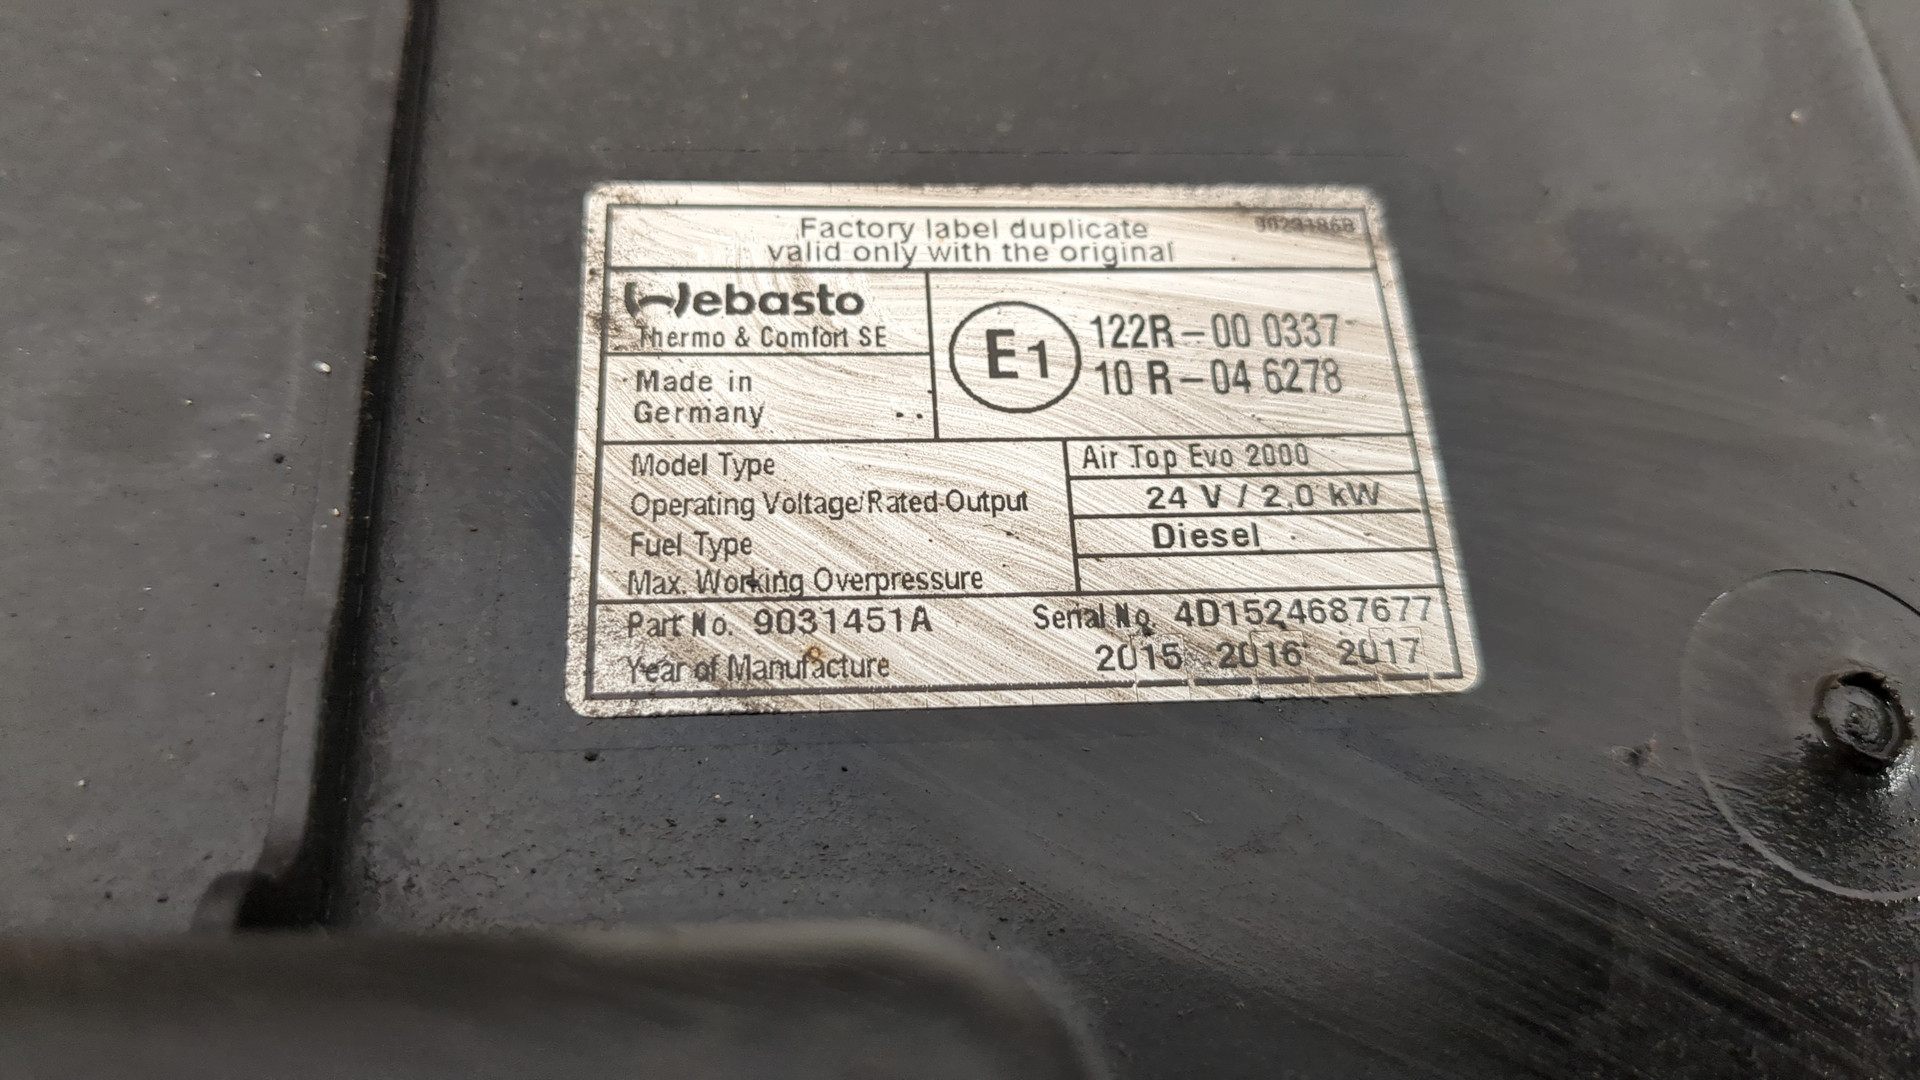 Factory label duplicate
valid only with the original
Webasto
Thermo & Comfort SE
Made in
Germany
E1
122R-00 0337
10 R-04 6278
Model Type Air Top Evo 2000
Operating Voltage/Rated Output 24 V / 2,0 kW
Fuel Type Diesel
Max. Working Overpressure
Part No. 9031451A Serial No. 4D1524687677
Year of Manufacture 2015 2016 2017